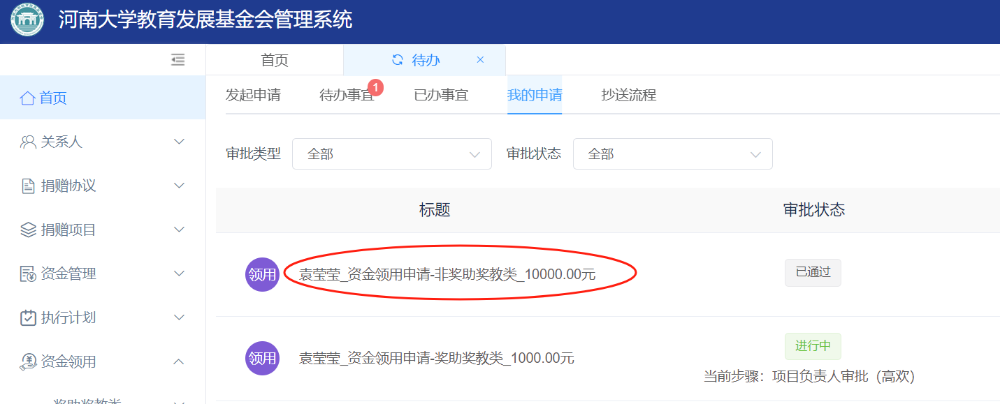 河南大学教育发展基金会管理系统
首页
待办
首页
发起申请
待办事宜
1
已办事宜
我的申请
抄送流程
关系人
审批类型
全部
审批状态
全部
捐赠协议
标题
审批状态
捐赠项目
资金管理
领用
袁莹莹_资金领用申请-非奖助奖教类_10000.00元
已通过
执行计划
资金领用
领用
袁莹莹_资金领用申请-奖助奖教类_1000.00元
进行中
当前步骤：项目负责人审批（高欢）
奖助奖教类